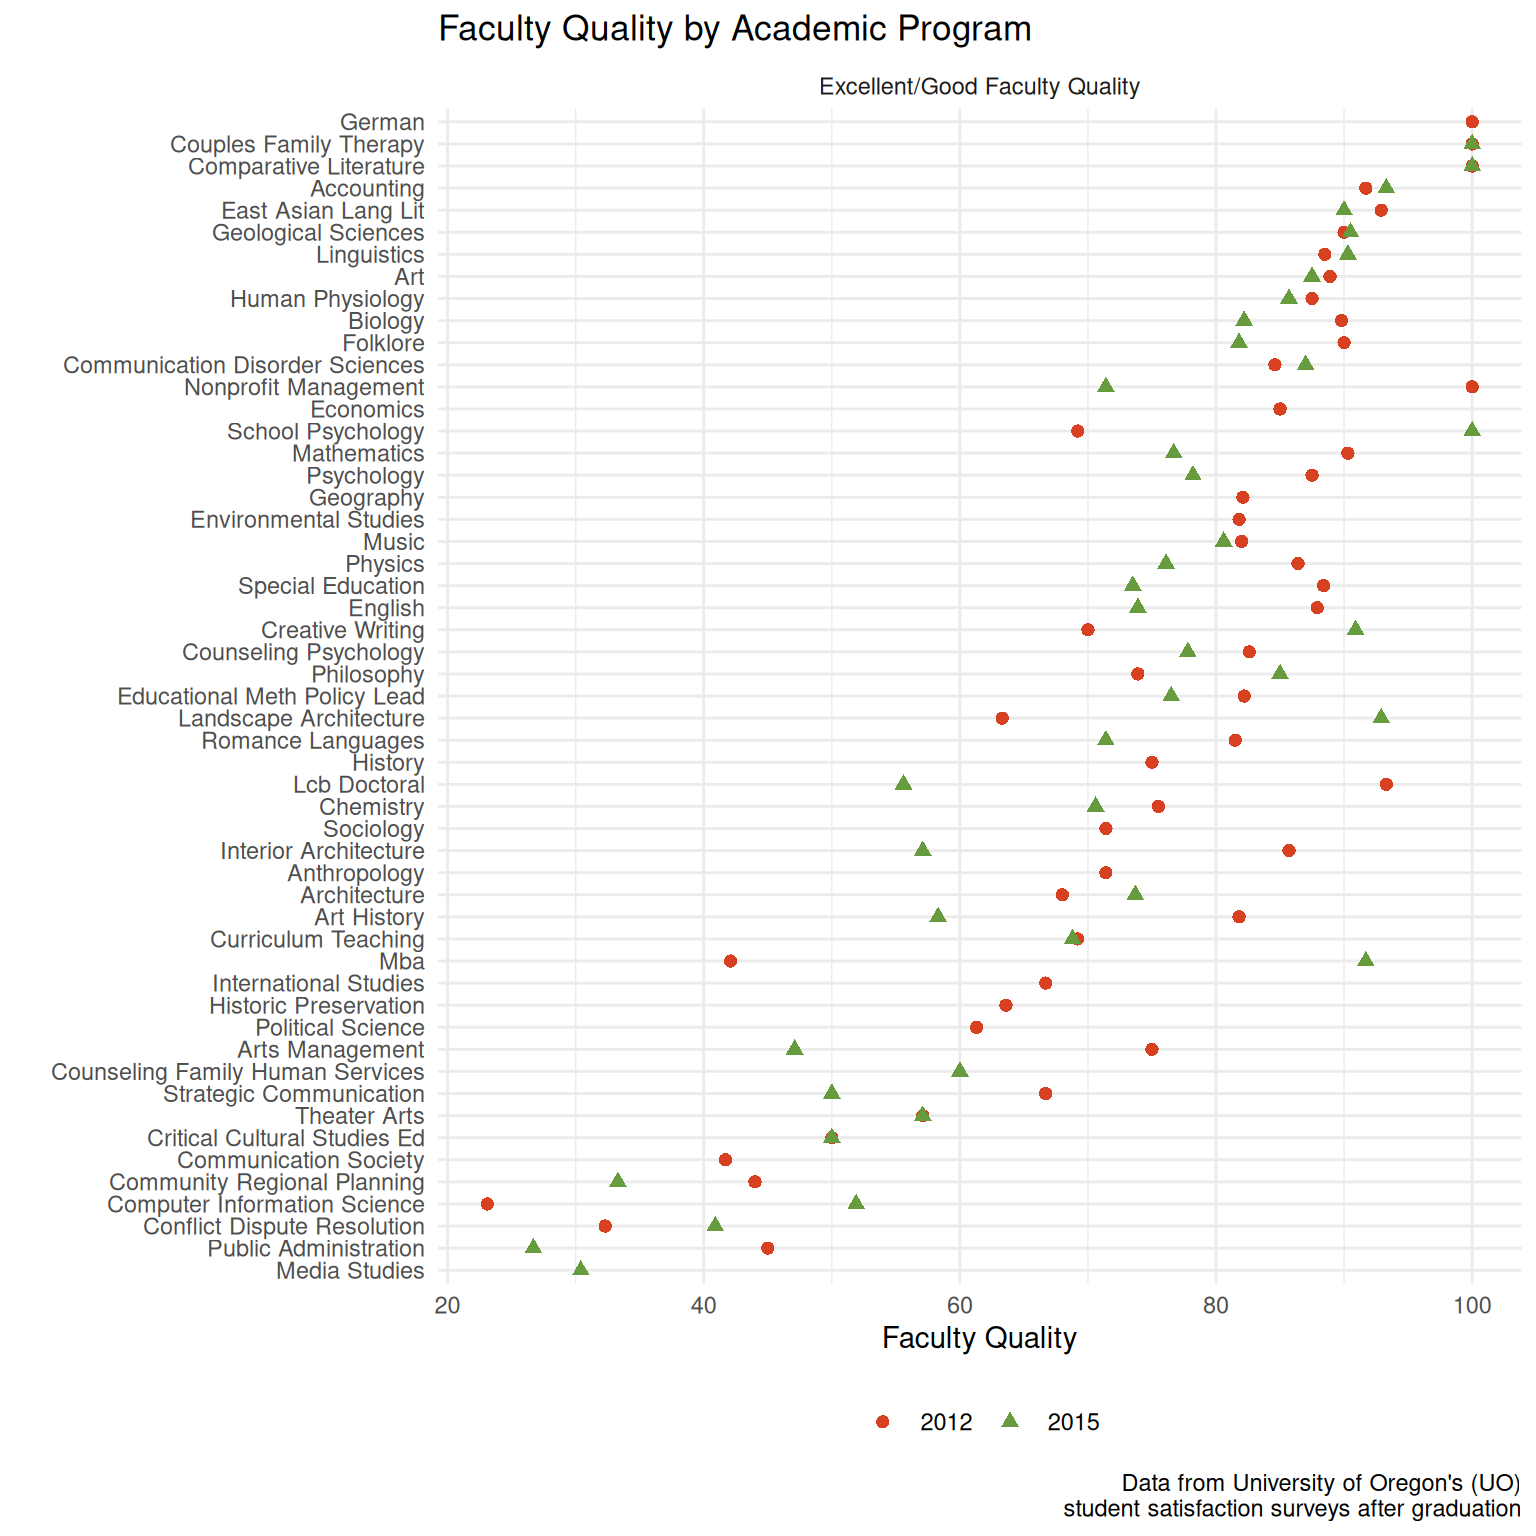 Faculty Quality by Academic Program
Excellent/Good Faculty Quality
German
Couples Family Therapy
Comparative Literature
Accounting
East Asian Lang Lit
Geological Sciences
Linguistics
Art
Human Physiology
Biology
Folklore
Communication Disorder Sciences
Nonprofit Management
Economics
School Psychology
Mathematics
Psychology
Geography
Environmental Studies
Music
Physics
Special Education
English
Creative Writing
Counseling Psychology
Philosophy
Educational Meth Policy Lead
Landscape Architecture
Romance Languages
History
Lcb Doctoral
Chemistry
Sociology
Interior Architecture
Anthropology
Architecture
Art History
Curriculum Teaching
Mba
International Studies
Historic Preservation
Political Science
Arts Management
Counseling Family Human Services
Strategic Communication
Theater Arts
Critical Cultural Studies Ed
Communication Society
Community Regional Planning
Computer Information Science
Conflict Dispute Resolution
Public Administration
Media Studies
20 40 60 80 100
Faculty Quality
2012 2015
Data from University of Oregon's (UO)
student satisfaction surveys after graduation